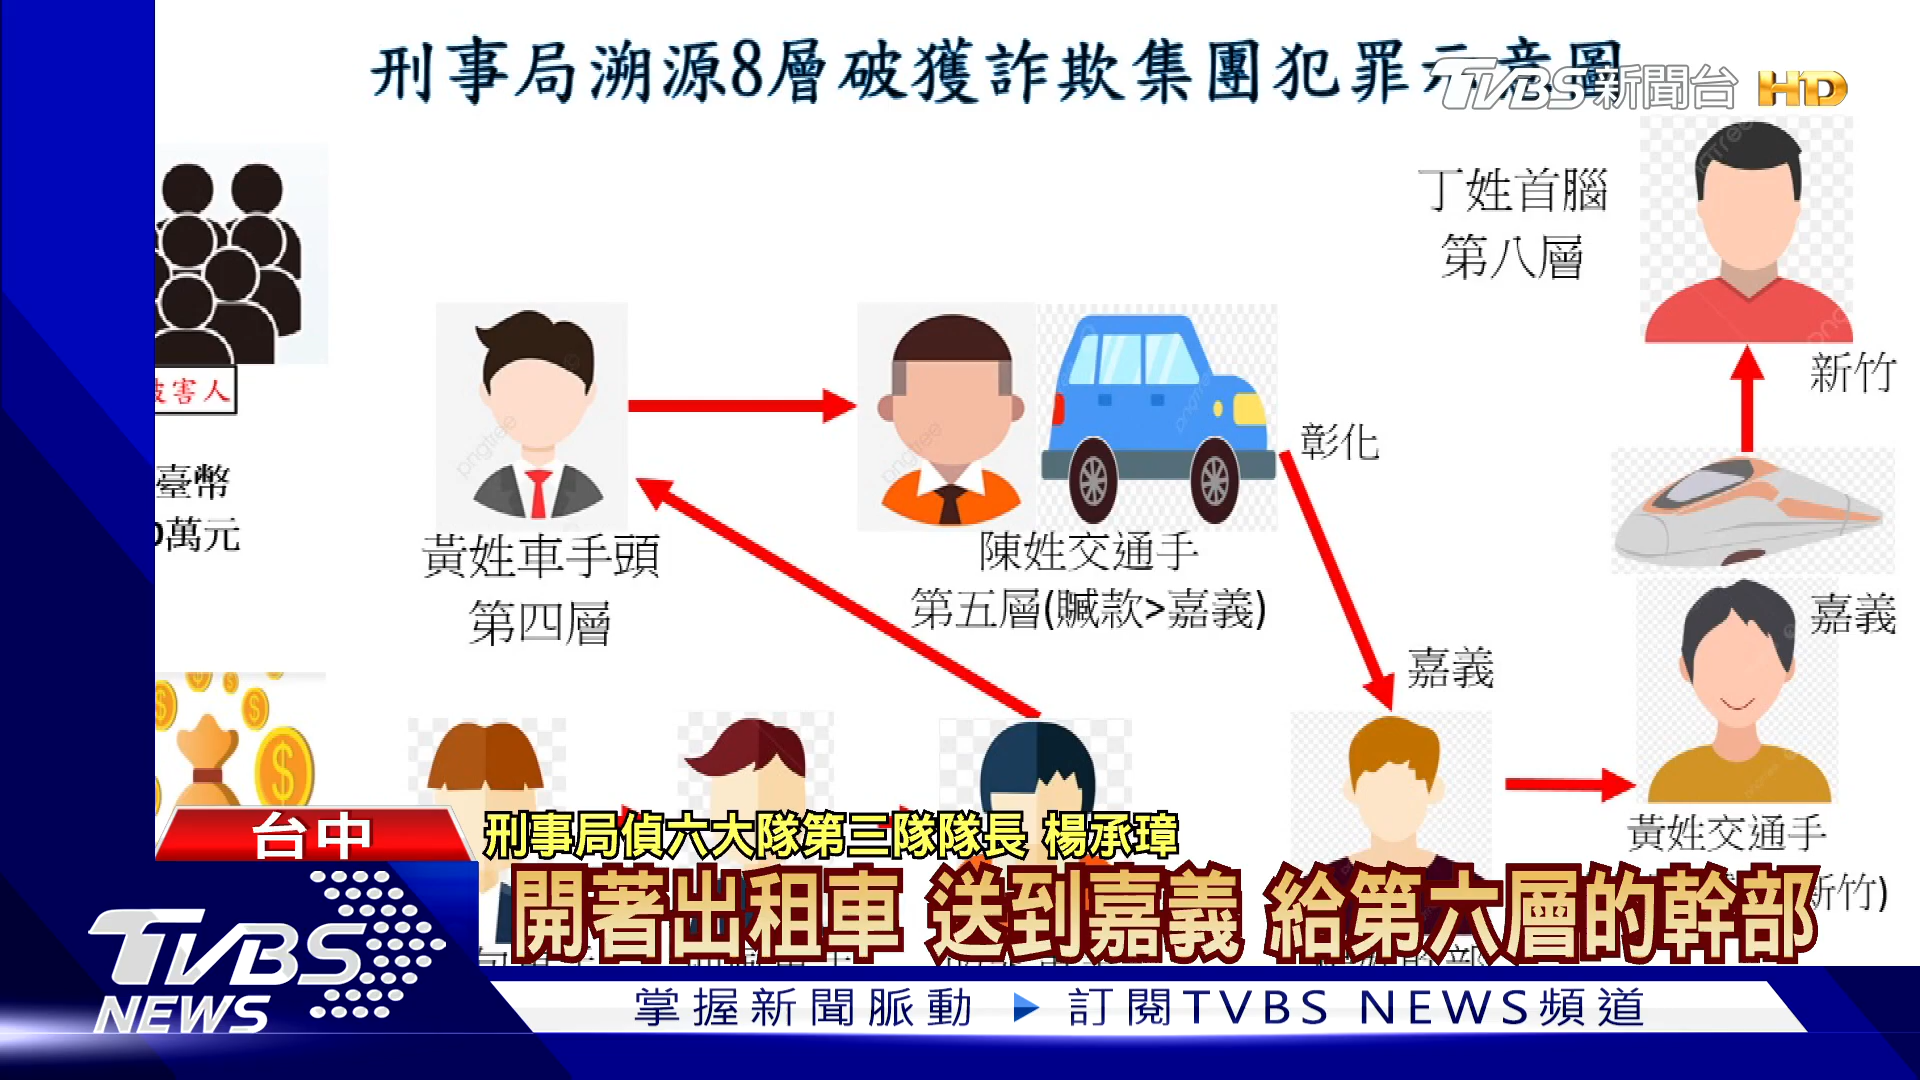 刑事局溯源8層破獲詐欺集團犯罪示意圖
TVBS新聞台 HD
丁姓首腦
第八層
新竹
被害人
臺幣
0萬元
彰化
黃姓車手頭
第四層
陳姓交通手
第五層(贓款>嘉義)
嘉義
嘉義
黃姓交通手
新竹)
台中
刑事局偵六大隊第三隊隊長 楊承璋
開著出租車 送到嘉義 給第六層的幹部
TVBS
NEWS
掌握新聞脈動 ▶ 訂閱TVBS NEWS頻道